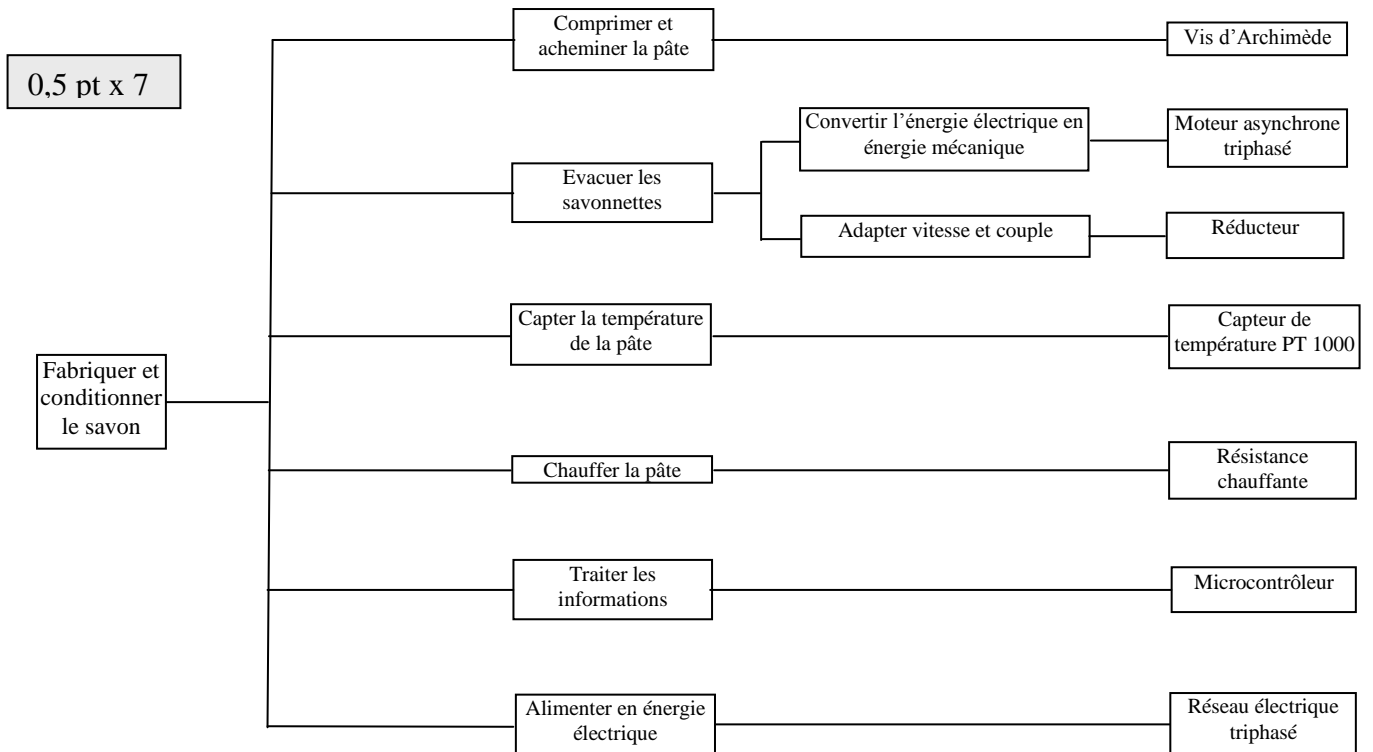 Comprimer et
acheminer la pâte
Vis d’Archimède
0,5 pt x 7
Convertir l’énergie électrique en
énergie mécanique
Moteur asynchrone
triphasé
Evacuer les
savonnettes
Adapter vitesse et couple
Réducteur
Capter la température
de la pâte
Capteur de
température PT 1000
Fabriquer et
conditionner
le savon
Chauffer la pâte
Résistance
chauffante
Traiter les
informations
Microcontrôleur
Alimenter en énergie
électrique
Réseau électrique
triphasé